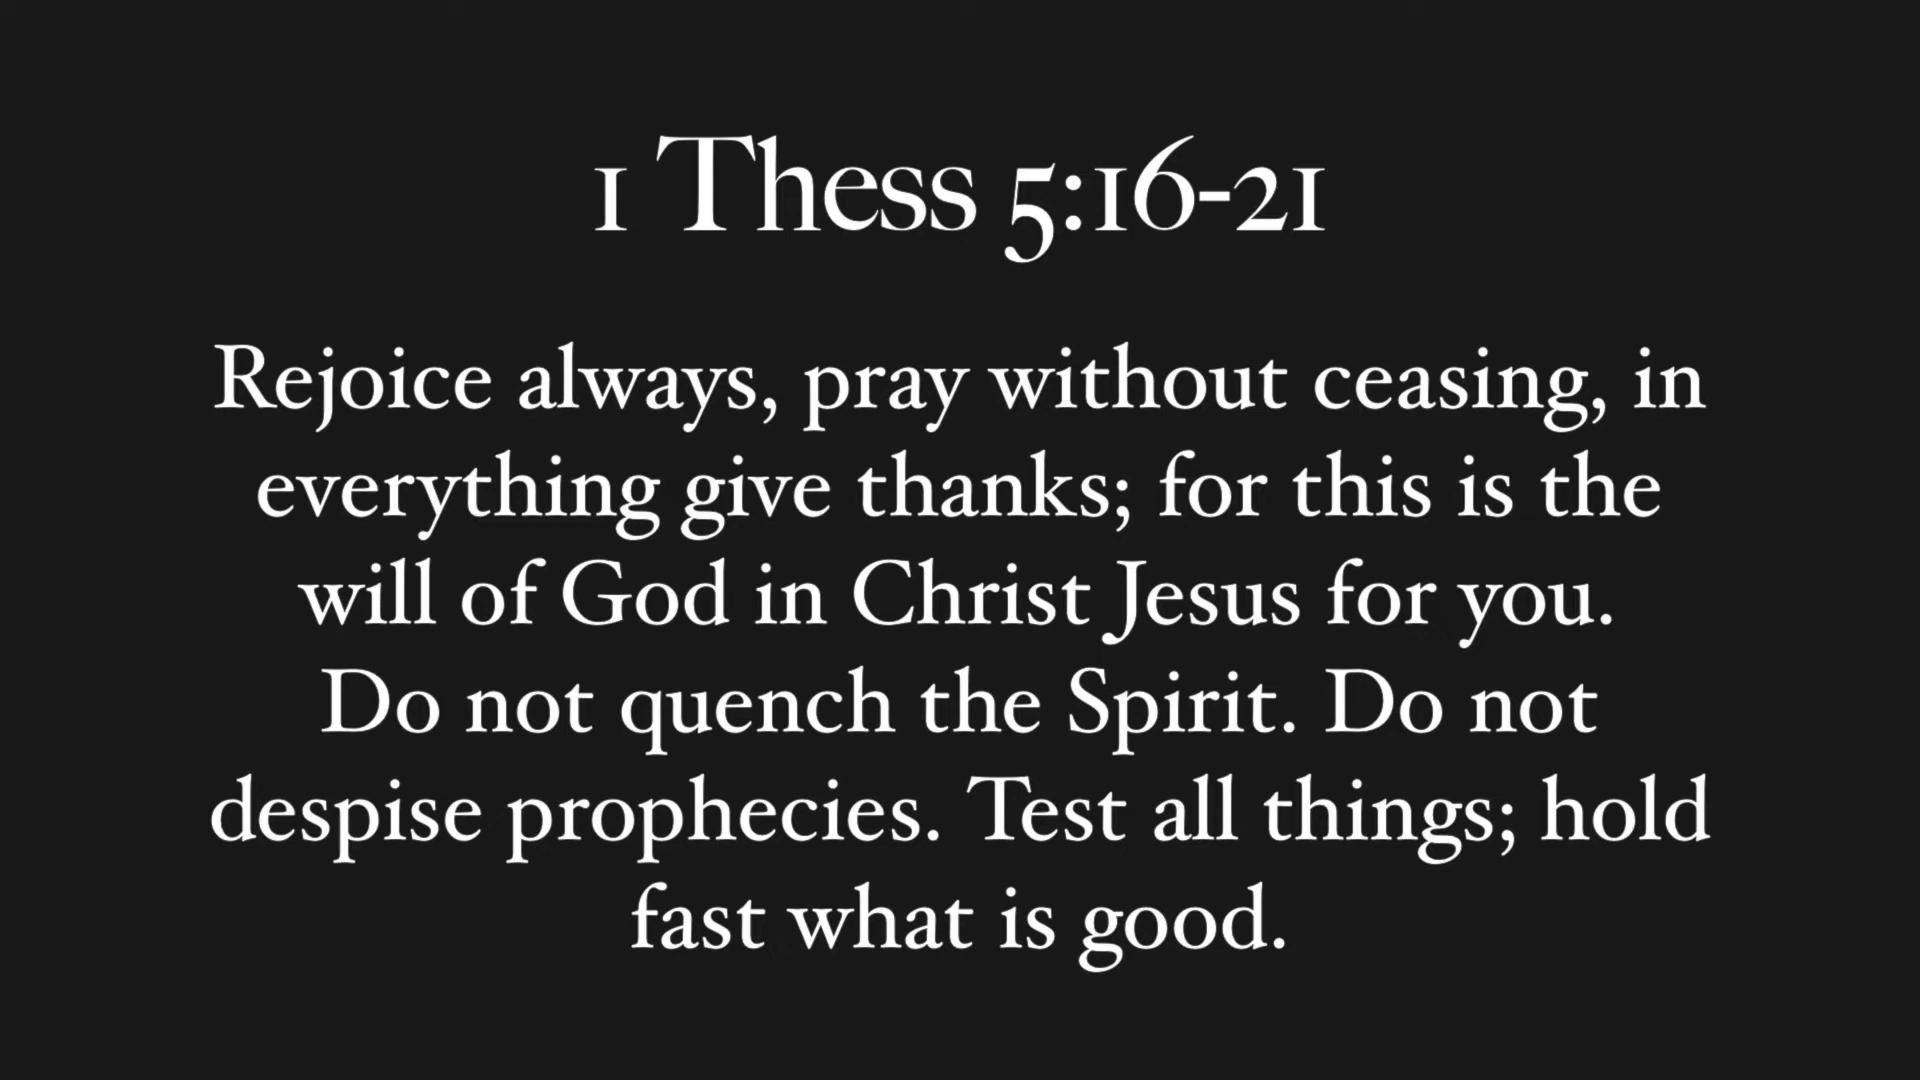 1 Thess 5:16-21
Rejoice always, pray without ceasing, in
everything give thanks; for this is the
will of God in Christ Jesus for you.
Do not quench the Spirit. Do not
despise prophecies. Test all things; hold
fast what is good.